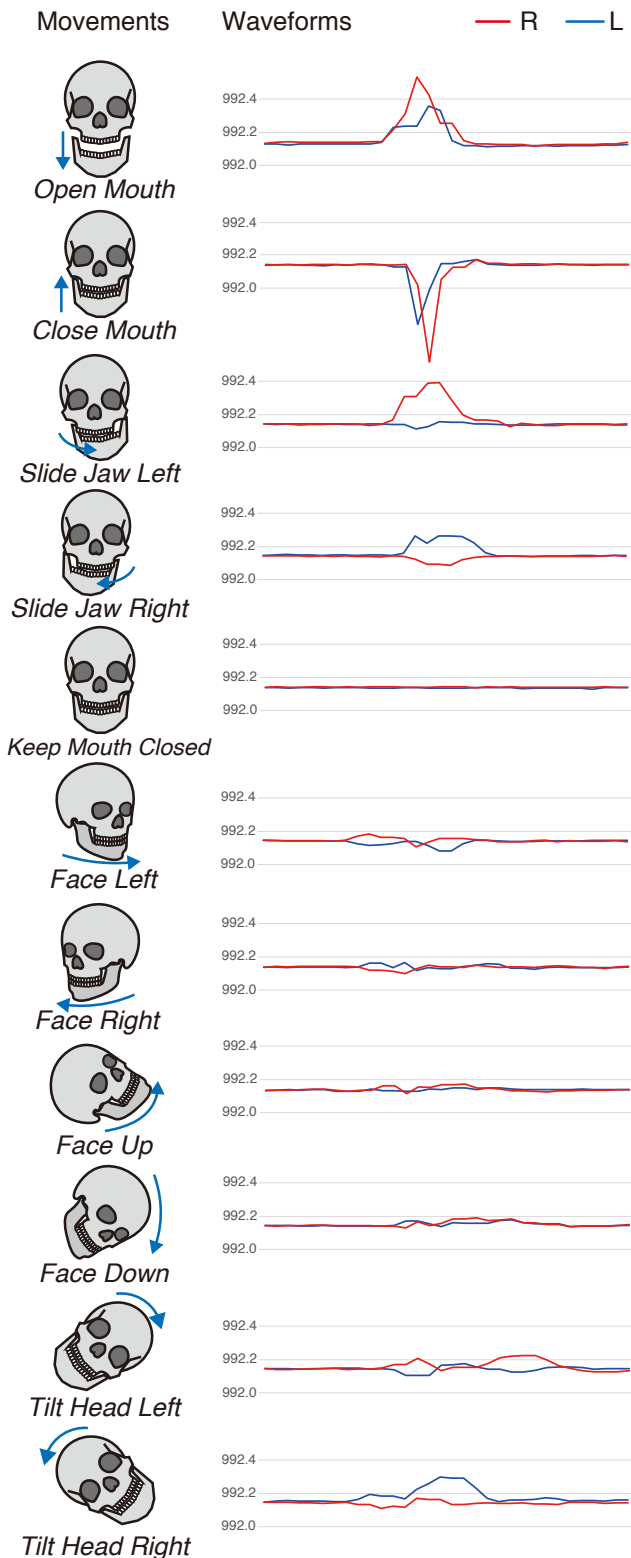 Movements Waveforms R L
992.4
992.2
992.0
Open Mouth
992.4
992.2
992.0
Close Mouth
992.4
992.2
992.0
Slide Jaw Left
992.4
992.2
992.0
Slide Jaw Right
992.4
992.2
992.0
Keep Mouth Closed
992.4
992.2
992.0
Face Left
992.4
992.2
992.0
Face Right
992.4
992.2
992.0
Face Up
992.4
992.2
992.0
Face Down
992.4
992.2
992.0
Tilt Head Left
992.4
992.2
992.0
Tilt Head Right